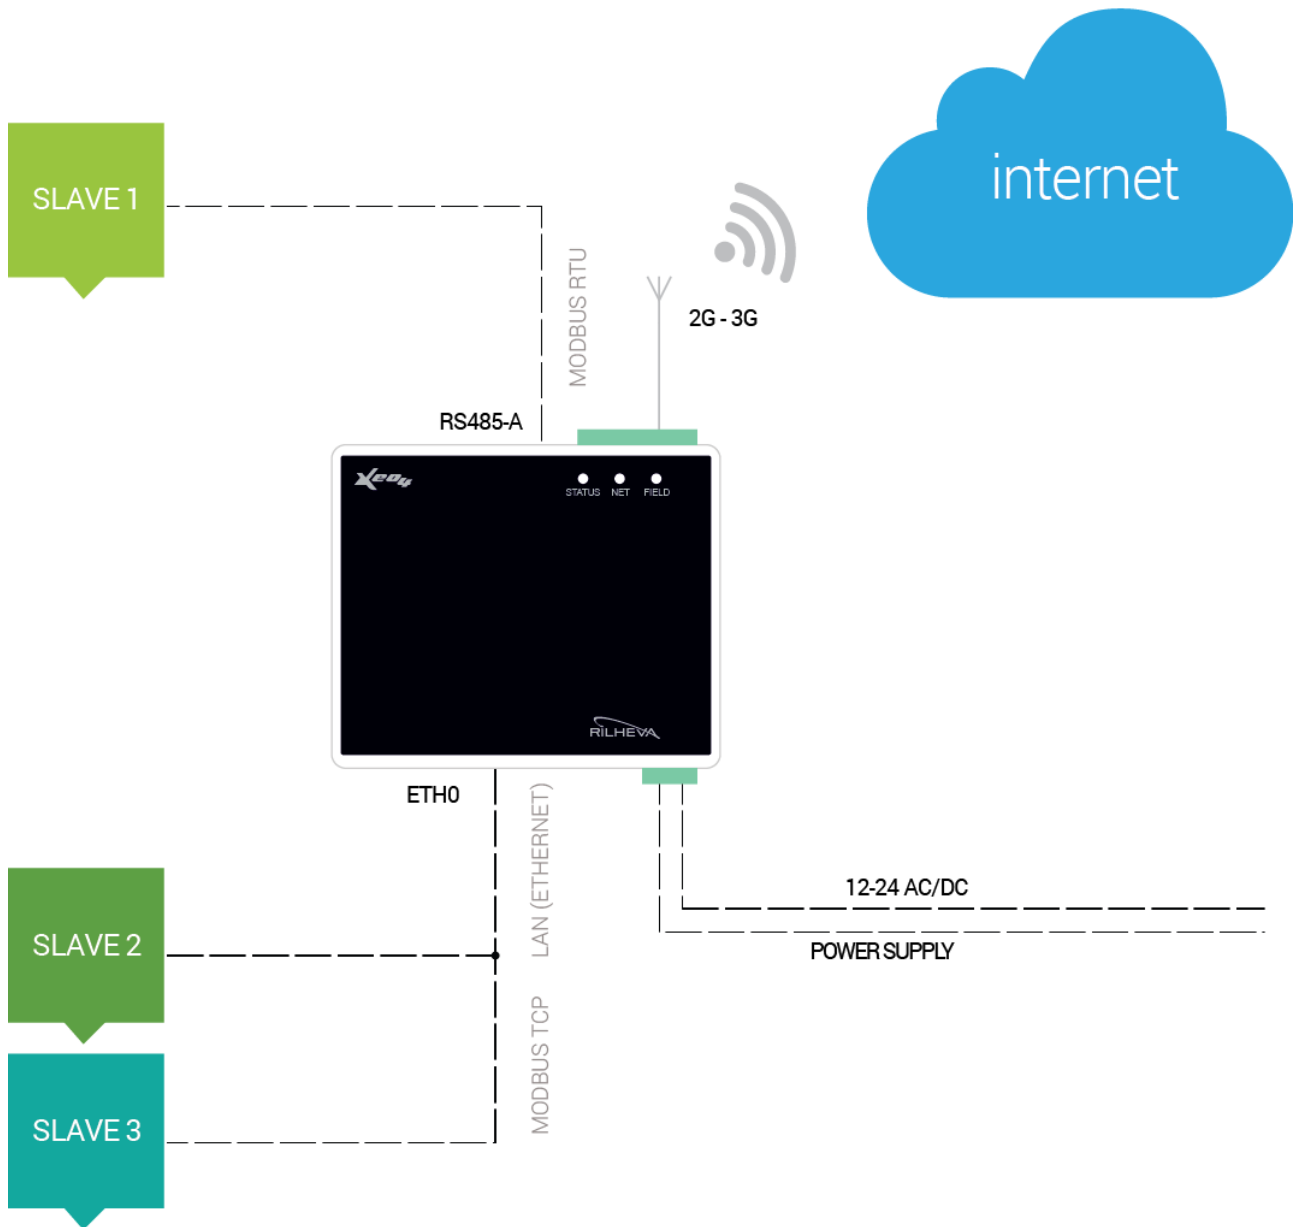 internet
SLAVE 1
MODBUS RTU
2G - 3G
RS485-A
Xeo4
STATUS NET FIELD
RILHEVA
ETH0
LAN (ETHERNET)
12-24 AC/DC
SLAVE 2
POWER SUPPLY
MODBUS TCP
SLAVE 3